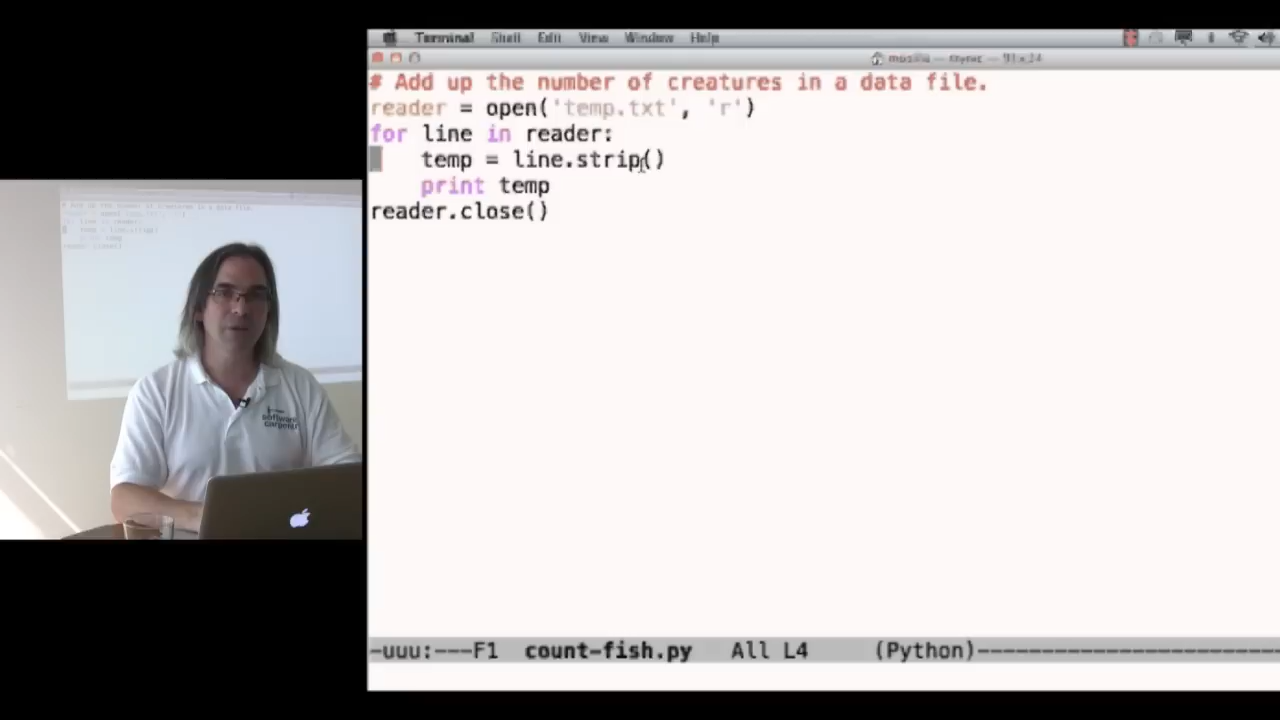 Terminal Shell Edit View Window Help
# Add up the number of creatures in a data file.
reader = open('temp.txt', 'r')
for line in reader:
    temp = line.strip()
    print temp
reader.close()
-uuu:---F1 count-fish.py All L4 (Python)
software
carpentry